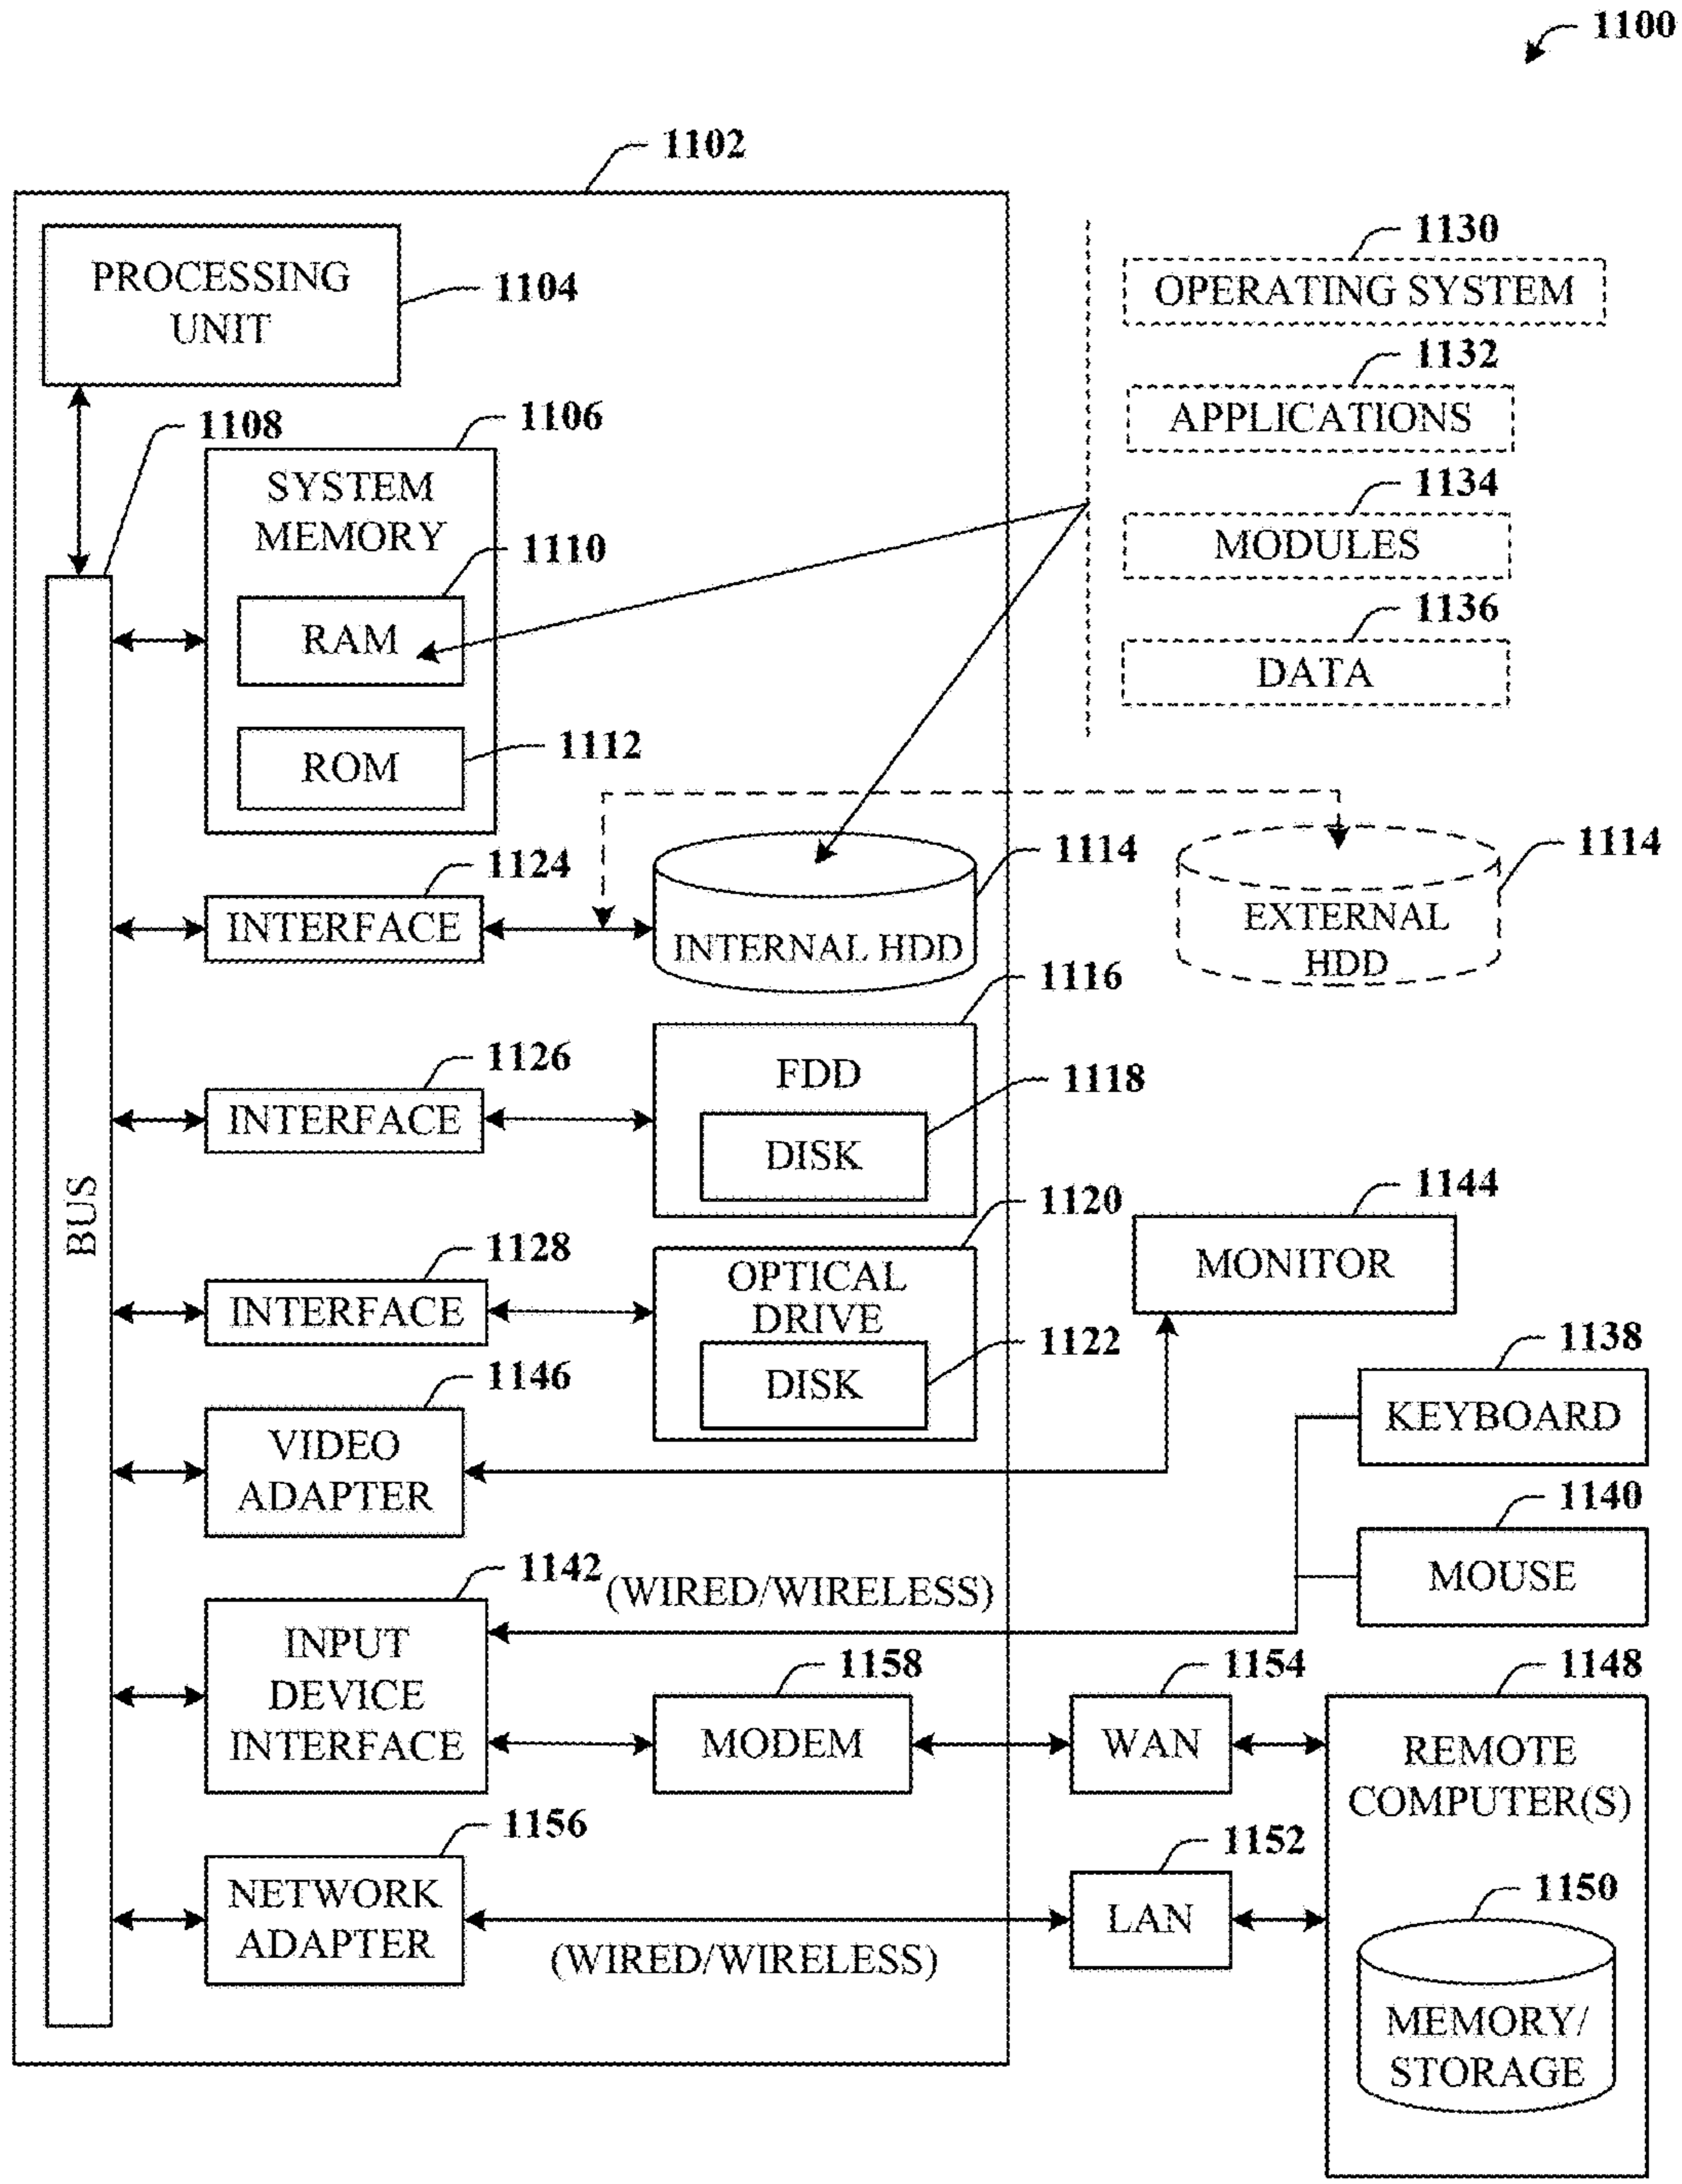 1100
1102
PROCESSING
UNIT
1104
1130
OPERATING SYSTEM
1132
APPLICATIONS
1134
MODULES
1136
DATA
1108
1106
SYSTEM
MEMORY
1110
RAM
1112
ROM
1124
INTERFACE
1114
INTERNAL HDD
1114
EXTERNAL
HDD
1116
FDD
1118
DISK
1126
INTERFACE
BUS
1128
INTERFACE
1120
OPTICAL
DRIVE
1122
DISK
1144
MONITOR
1138
KEYBOARD
1146
VIDEO
ADAPTER
1140
MOUSE
1142
(WIRED/WIRELESS)
INPUT
DEVICE
INTERFACE
1158
MODEM
1154
WAN
1148
REMOTE
COMPUTER(S)
1156
NETWORK
ADAPTER
(WIRED/WIRELESS)
1152
LAN
1150
MEMORY/
STORAGE